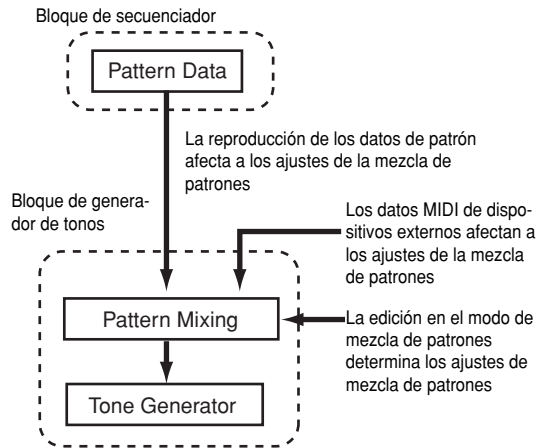 Bloque de secuenciador
Pattern Data
La reproducción de los datos de patrón
afecta a los ajustes de la mezcla de
patrones
Bloque de genera-
dor de tonos
Los datos MIDI de dispo-
sitivos externos afectan a
los ajustes de la mezcla
de patrones
Pattern Mixing
La edición en el modo de
mezcla de patrones
determina los ajustes de
mezcla de patrones
Tone Generator